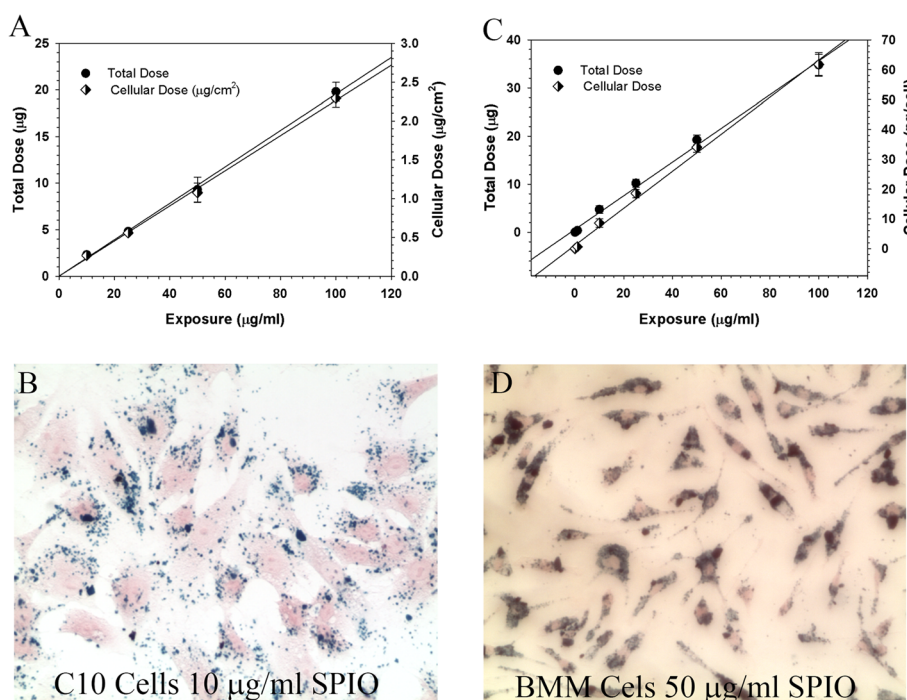 A
25
20
15
10
5
0
3.0
2.5
2.0
1.5
1.0
0.5
0.0
Total Dose
Cellular Dose (μg/cm2)
Total Dose (μg)
Cellular Dose (μg/cm2)
0 20 40 60 80 100 120
Exposure (μg/ml)
C
40
30
20
10
0
70
60
50
40
30
20
10
0
Total Dose
Cellular Dose
Total Dose (μg)
0 20 40 60 80 100 120
Exposure (μg/ml)
B
C10 Cells 10 μg/ml SPIO
D
BMM Cels 50 μg/ml SPIO